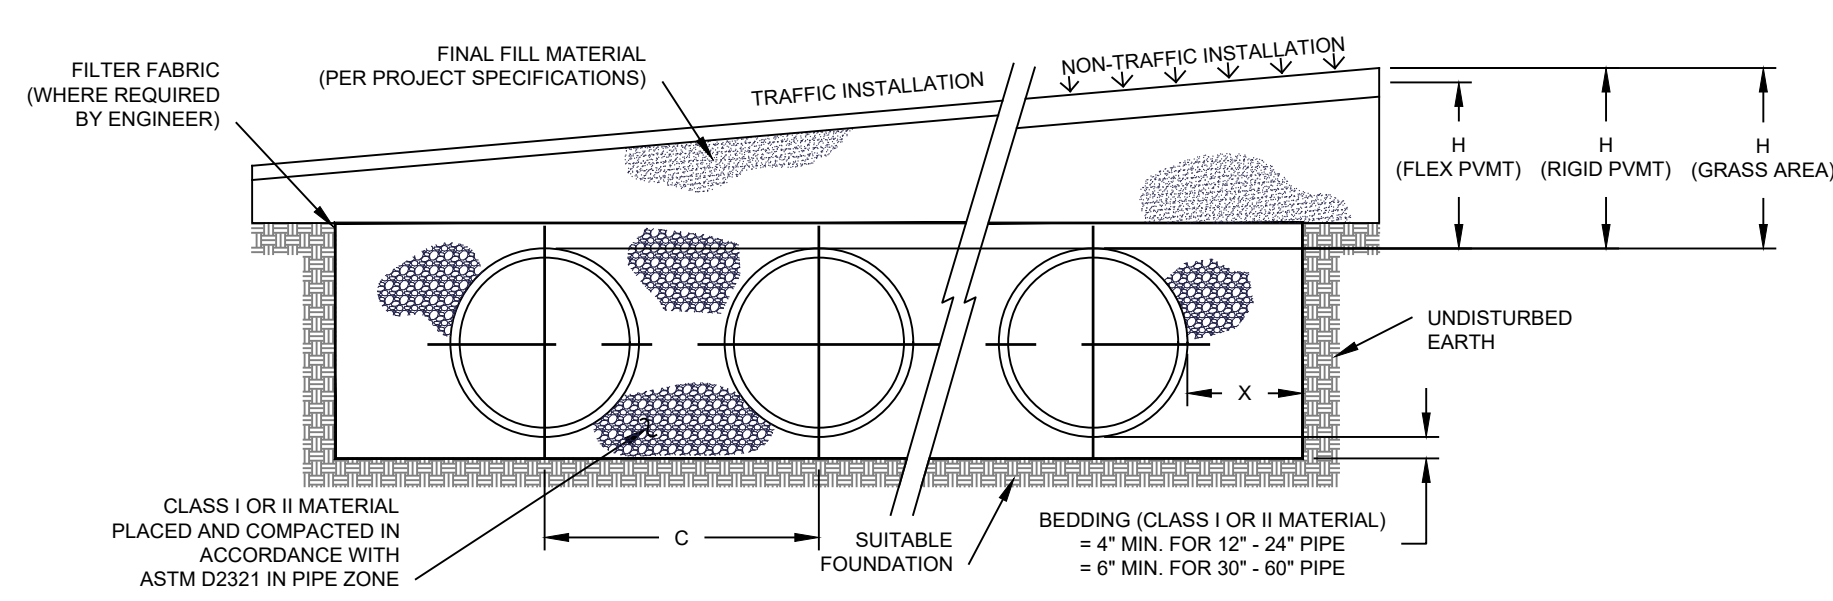 FINAL FILL MATERIAL
(PER PROJECT SPECIFICATIONS)
FILTER FABRIC
(WHERE REQUIRED
BY ENGINEER)
TRAFFIC INSTALLATION
NON-TRAFFIC INSTALLATION
H
(FLEX PVMT)
H
(RIGID PVMT)
H
(GRASS AREA)
UNDISTURBED
EARTH
X
CLASS I OR II MATERIAL
PLACED AND COMPACTED IN
ACCORDANCE WITH
ASTM D2321 IN PIPE ZONE
C
SUITABLE
FOUNDATION
BEDDING (CLASS I OR II MATERIAL)
= 4" MIN. FOR 12" - 24" PIPE
= 6" MIN. FOR 30" - 60" PIPE